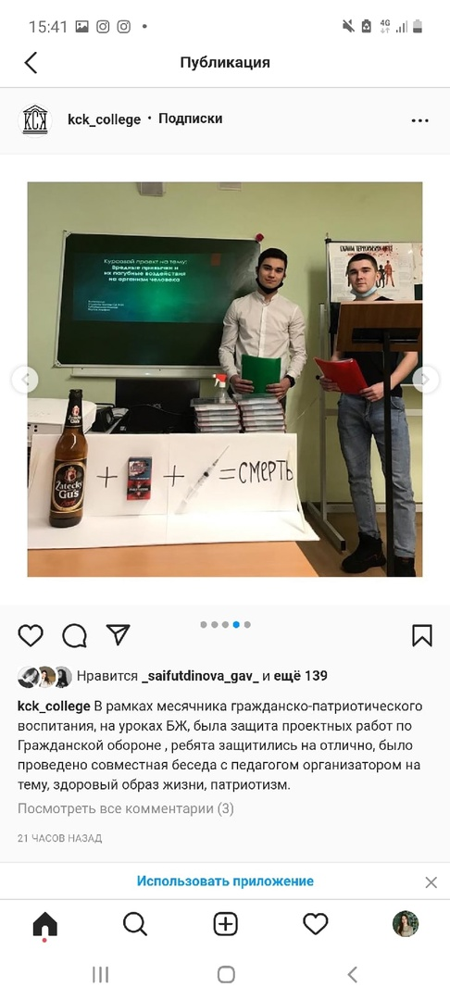 15:41
4G
Публикация
КСК
kck_college • Подписки
Курсовой проект на тему:
Вредные привычки и
их пагубные воздействия
на организм человека
Žatecký
Gus
+ + =СМЕРТЬ
Нравится _saifutdinova_gav_ и ещё 139
kck_college В рамках месячника гражданско-патриотического
воспитания, на уроках БЖ, была защита проектных работ по
Гражданской обороне , ребята защитились на отлично, было
проведено совместная беседа с педагогом организатором на
тему, здоровый образ жизни, патриотизм.
Посмотреть все комментарии (3)
21 ЧАСОВ НАЗАД
Использовать приложение